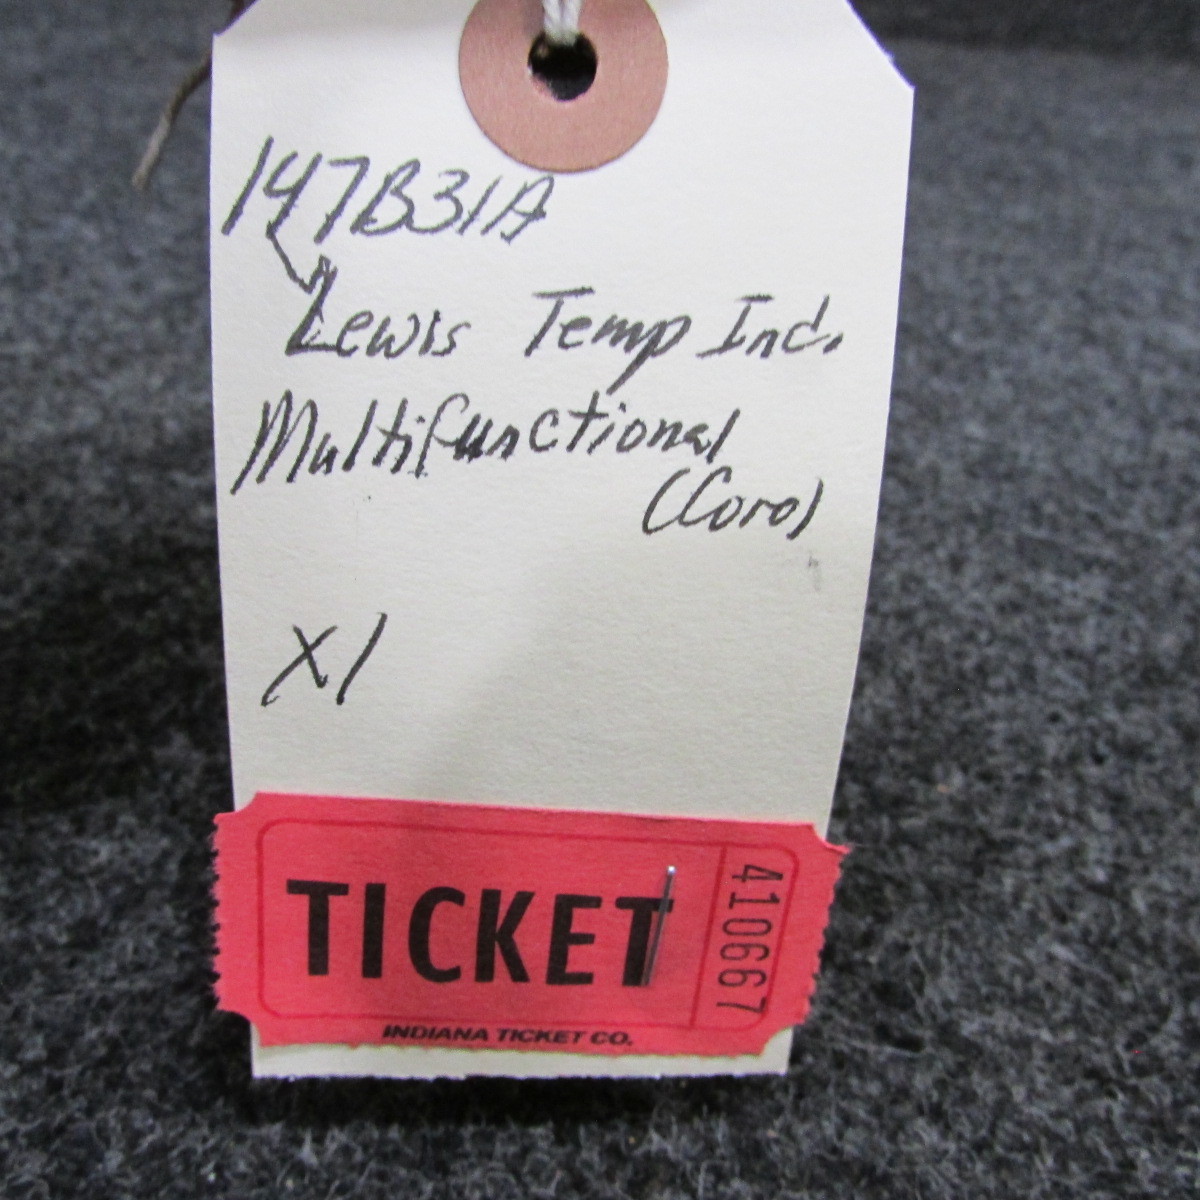 147B31A
Lewis Temp Ind.
Multifunctional
(Coro)
X1
TICKET
410667
INDIANA TICKET CO.